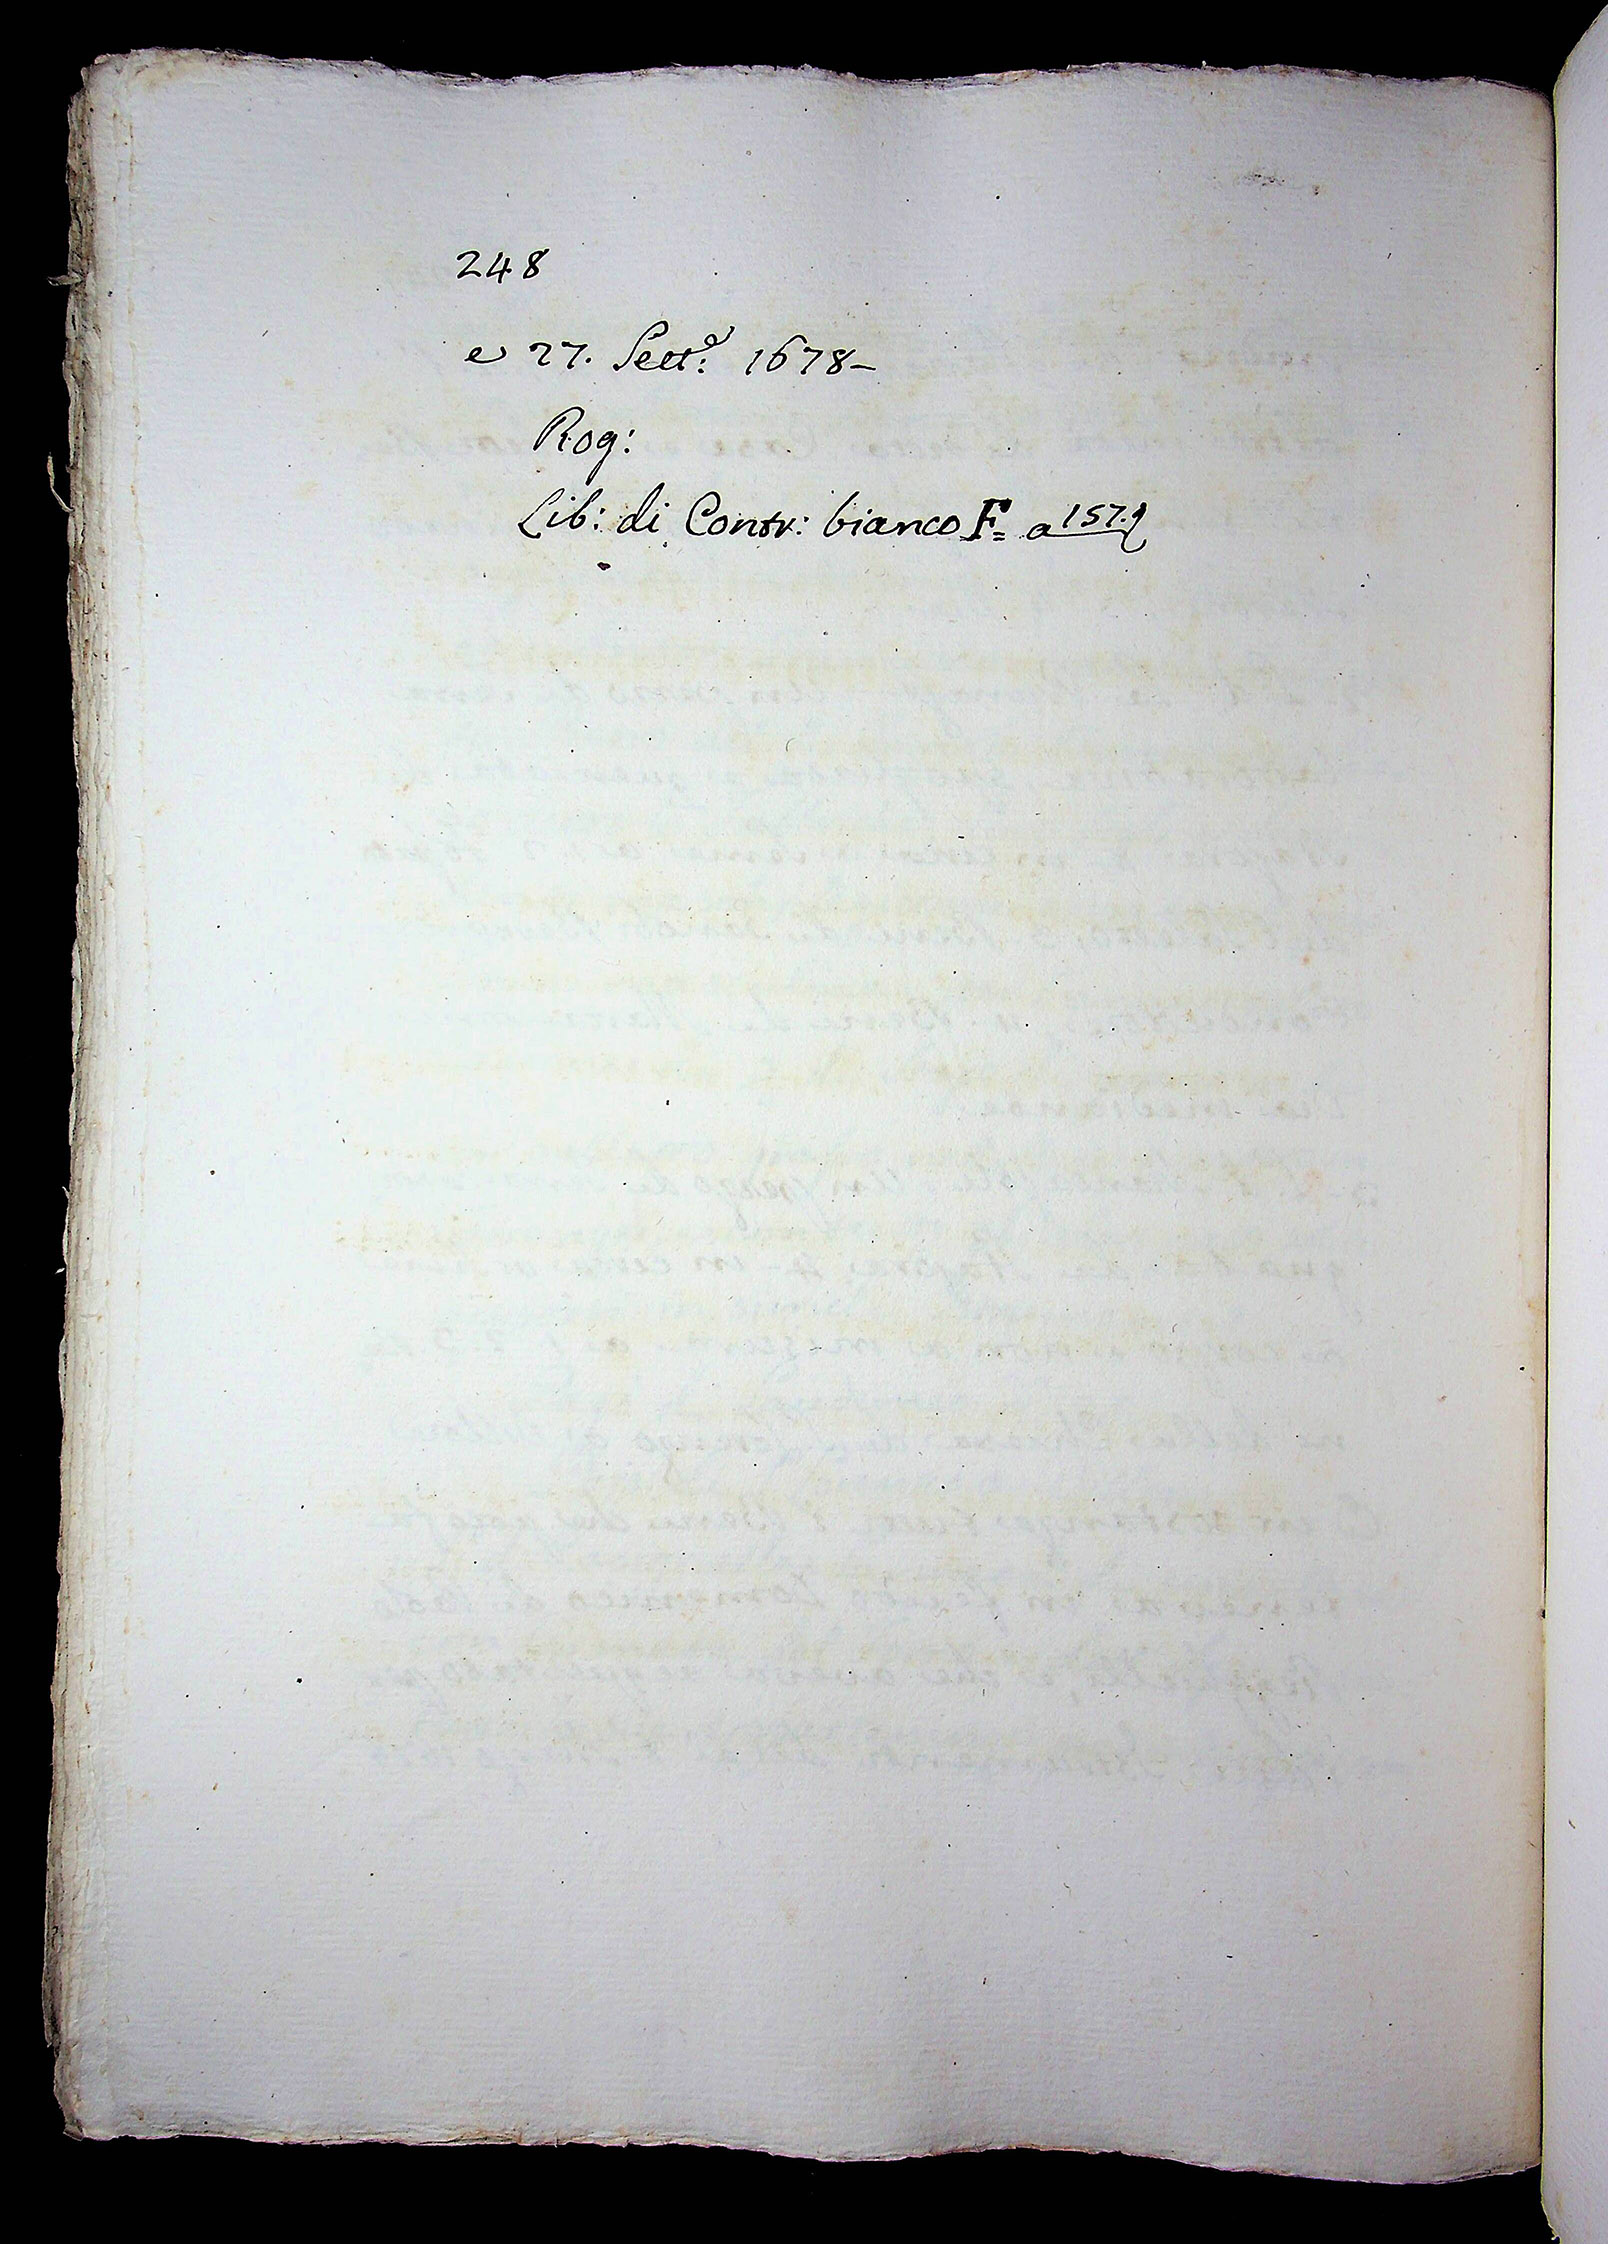 248
e 27. Sett:e 1678-
Rog:
Lib: di Contr: bianco F= a 157.